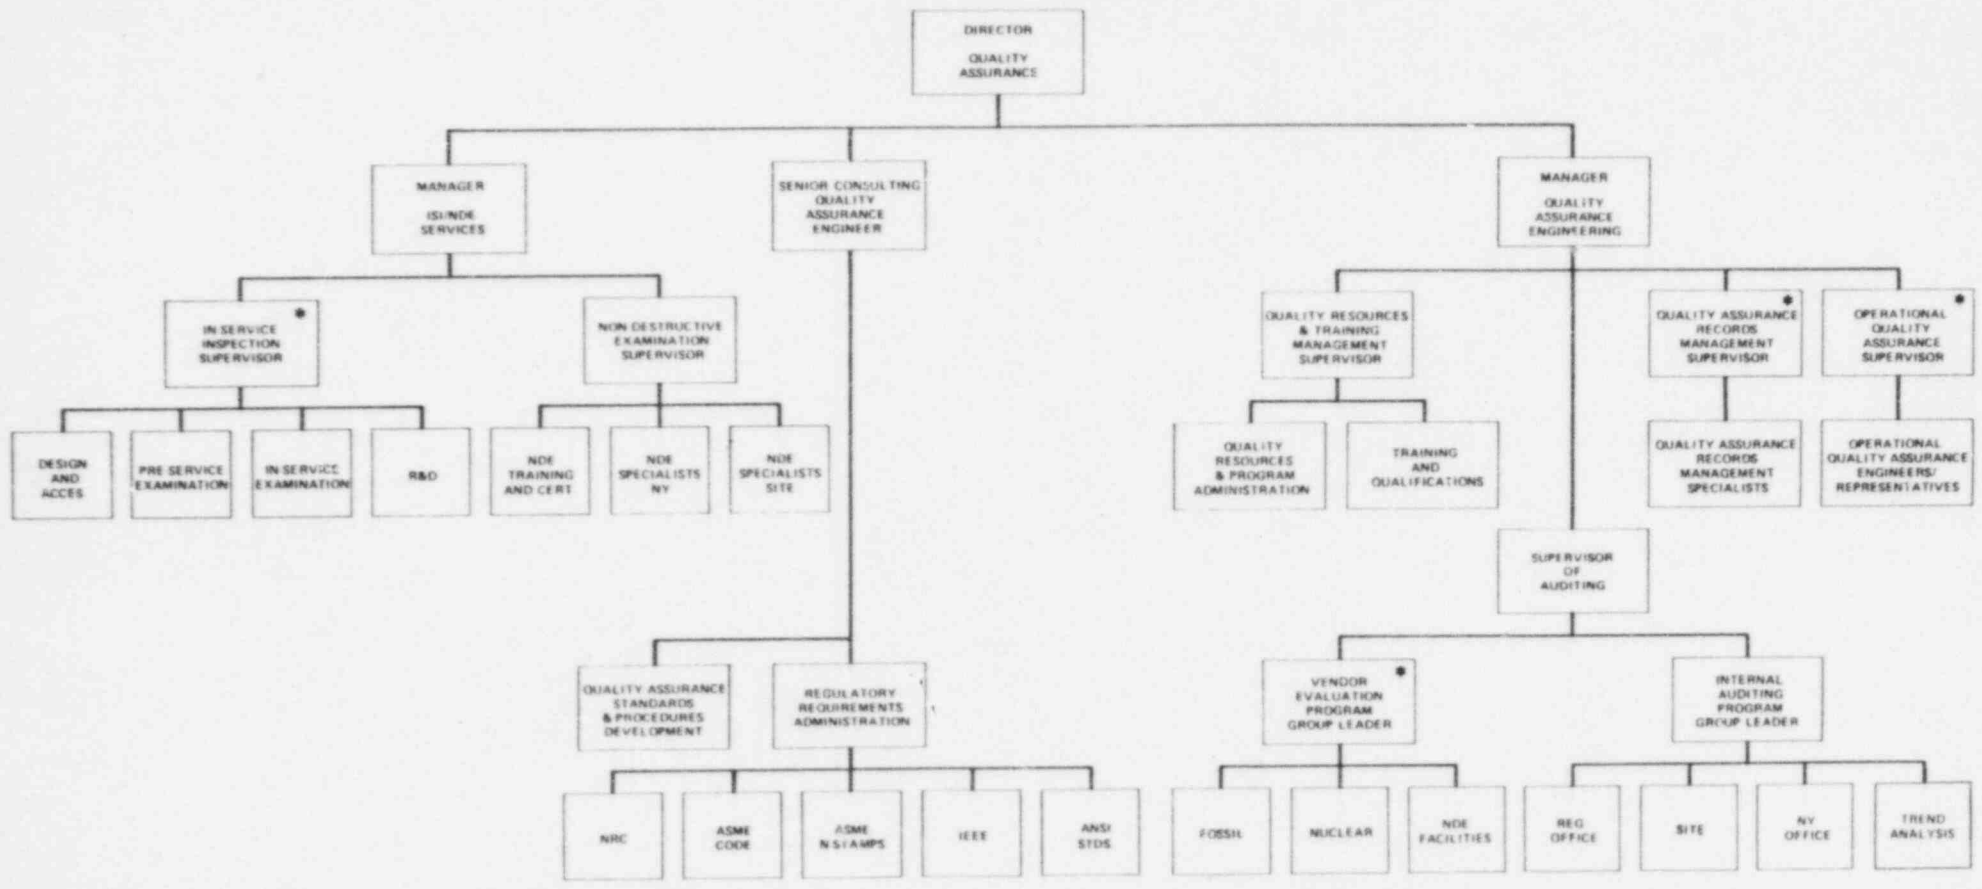 DIRECTOR
QUALITY
ASSURANCE
MANAGER
ISI/NDE
SERVICES
SENIOR CONSULTING
QUALITY
ASSURANCE
ENGINEER
MANAGER
QUALITY
ASSURANCE
ENGINEERING
*
IN SERVICE
INSPECTION
SUPERVISOR
NON DESTRUCTIVE
EXAMINATION
SUPERVISOR
QUALITY RESOURCES
& TRAINING
MANAGEMENT
SUPERVISOR
*
QUALITY ASSURANCE
RECORDS
MANAGEMENT
SUPERVISOR
*
OPERATIONAL
QUALITY
ASSURANCE
SUPERVISOR
DESIGN
AND
ACCES
PRE SERVICE
EXAMINATION
IN SERVICE
EXAMINATION
R&D
NDE
TRAINING
AND CERT
NDE
SPECIALISTS
NY
NDE
SPECIALISTS
SITE
QUALITY
RESOURCES
& PROGRAM
ADMINISTRATION
TRAINING
AND
QUALIFICATIONS
QUALITY ASSURANCE
RECORDS
MANAGEMENT
SPECIALISTS
OPERATIONAL
QUALITY ASSURANCE
ENGINEERS/
REPRESENTATIVES
SUPERVISOR
OF
AUDITING
QUALITY ASSURANCE
STANDARDS
& PROCEDURES
DEVELOPMENT
REGULATORY
REQUIREMENTS
ADMINISTRATION
*
VENDOR
EVALUATION
PROGRAM
GROUP LEADER
INTERNAL
AUDITING
PROGRAM
GROUP LEADER
NRC
ASME
CODE
ASME
N STAMPS
IEEE
ANSI
STDS
FOSSIL
NUCLEAR
NDE
FACILITIES
REG
OFFICE
SITE
NY
OFFICE
TREND
ANALYSIS